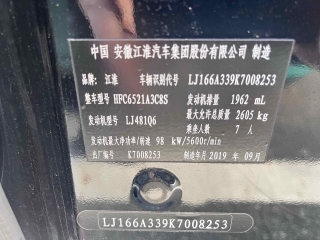 中国 安徽江淮汽车集团股份有限公司 制造
品牌: 江淮 车辆识别代号 LJ166A339K7008253
整车型号 HFC6521A3C8S 发动机排量 1962 mL
发动机型号 LJ481Q6 最大允许总质量 2605 kg
乘坐人数 7 人
发动机最大净功率/转速 98 kW/5600r/min
出厂编号 K7008253 制造年月 2019 年 09月
LJ166A339K7008253